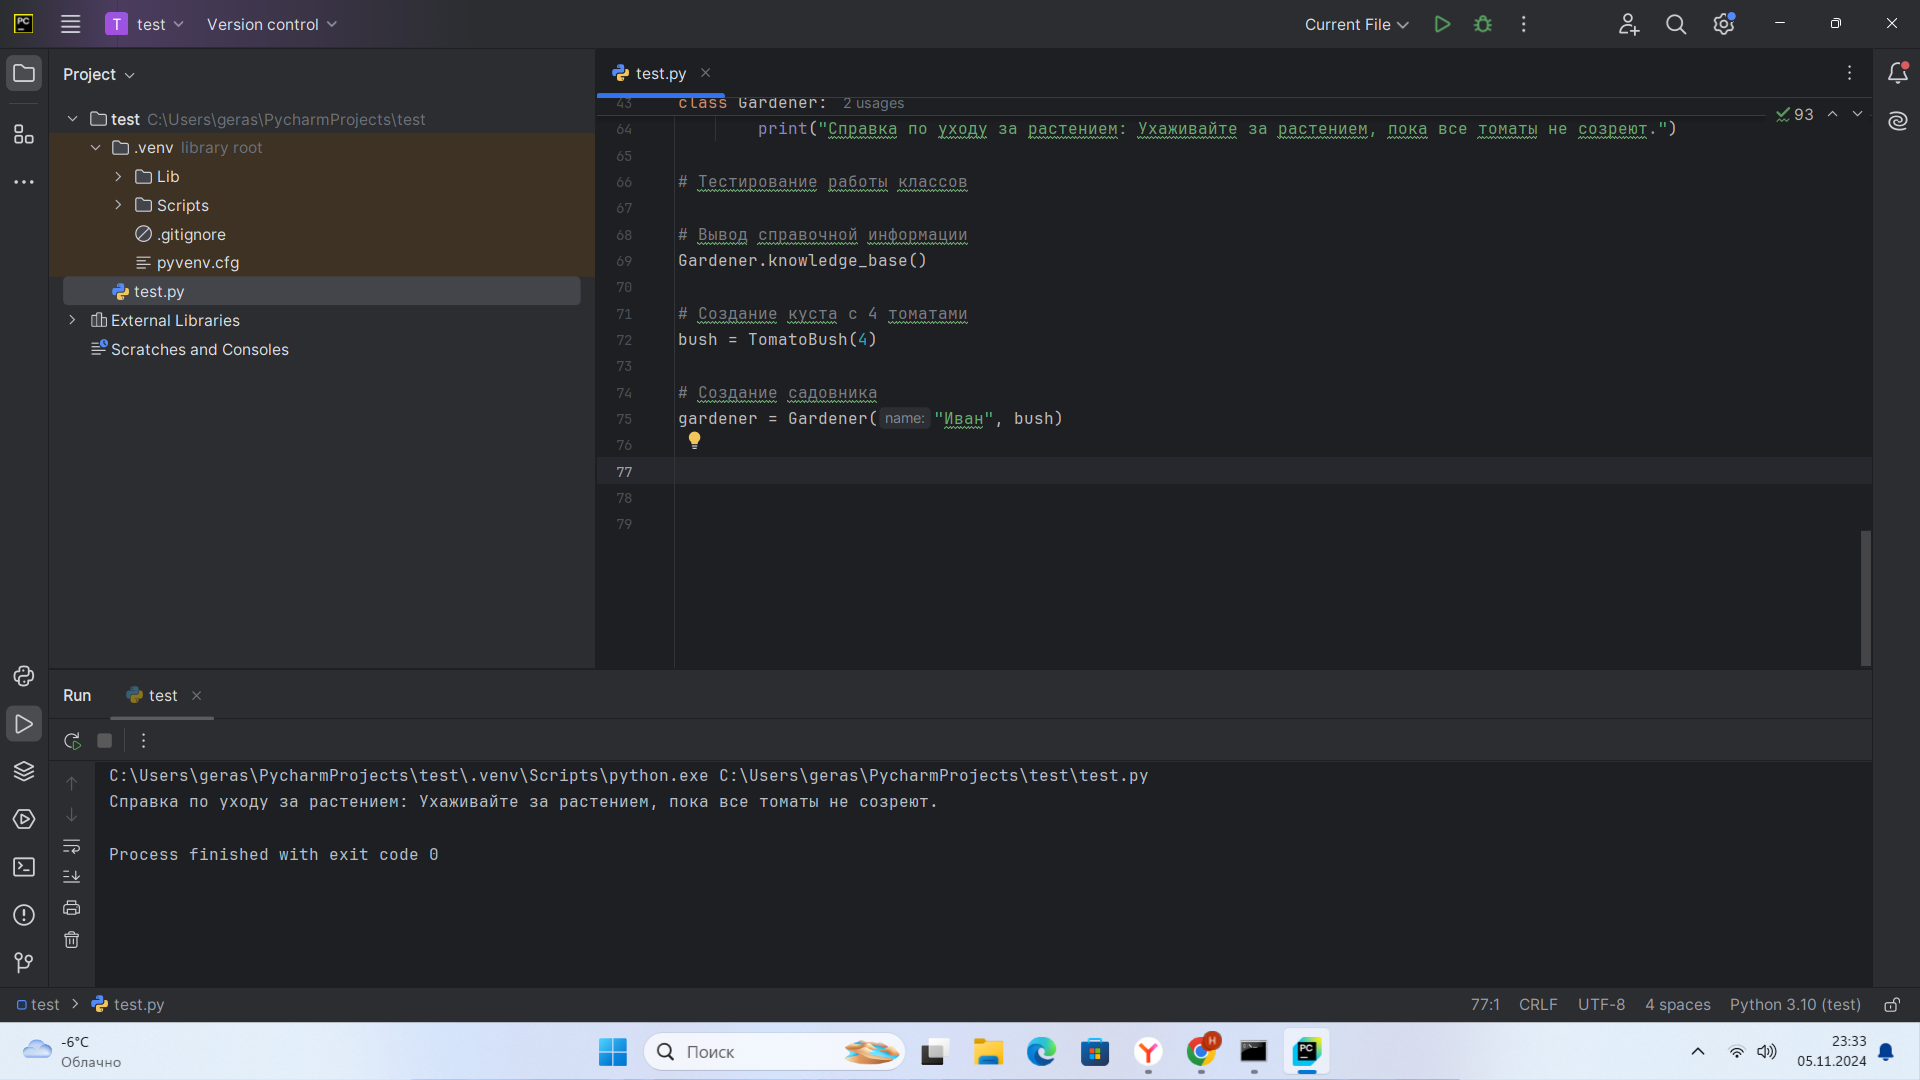 PC
T test Version control
Current File
Project
test C:\Users\geras\PycharmProjects\test
.venv library root
Lib
Scripts
.gitignore
pyvenv.cfg
test.py
External Libraries
Scratches and Consoles
test.py
93
43 class Gardener: 2 usages
64 print("Справка по уходу за растением: Ухаживайте за растением, пока все томаты не созреют.")
65
66 # Тестирование работы классов
67
68 # Вывод справочной информации
69 Gardener.knowledge_base()
70
71 # Создание куста с 4 томатами
72 bush = TomatoBush(4)
73
74 # Создание садовника
75 gardener = Gardener( name: "Иван", bush)
76
77
78
79
Run test
C:\Users\geras\PycharmProjects\test\.venv\Scripts\python.exe C:\Users\geras\PycharmProjects\test\test.py
Справка по уходу за растением: Ухаживайте за растением, пока все томаты не созреют.
Process finished with exit code 0
test test.py
77:1 CRLF UTF-8 4 spaces Python 3.10 (test)
-6°C
Облачно
Поиск
H
PC
23:33
05.11.2024